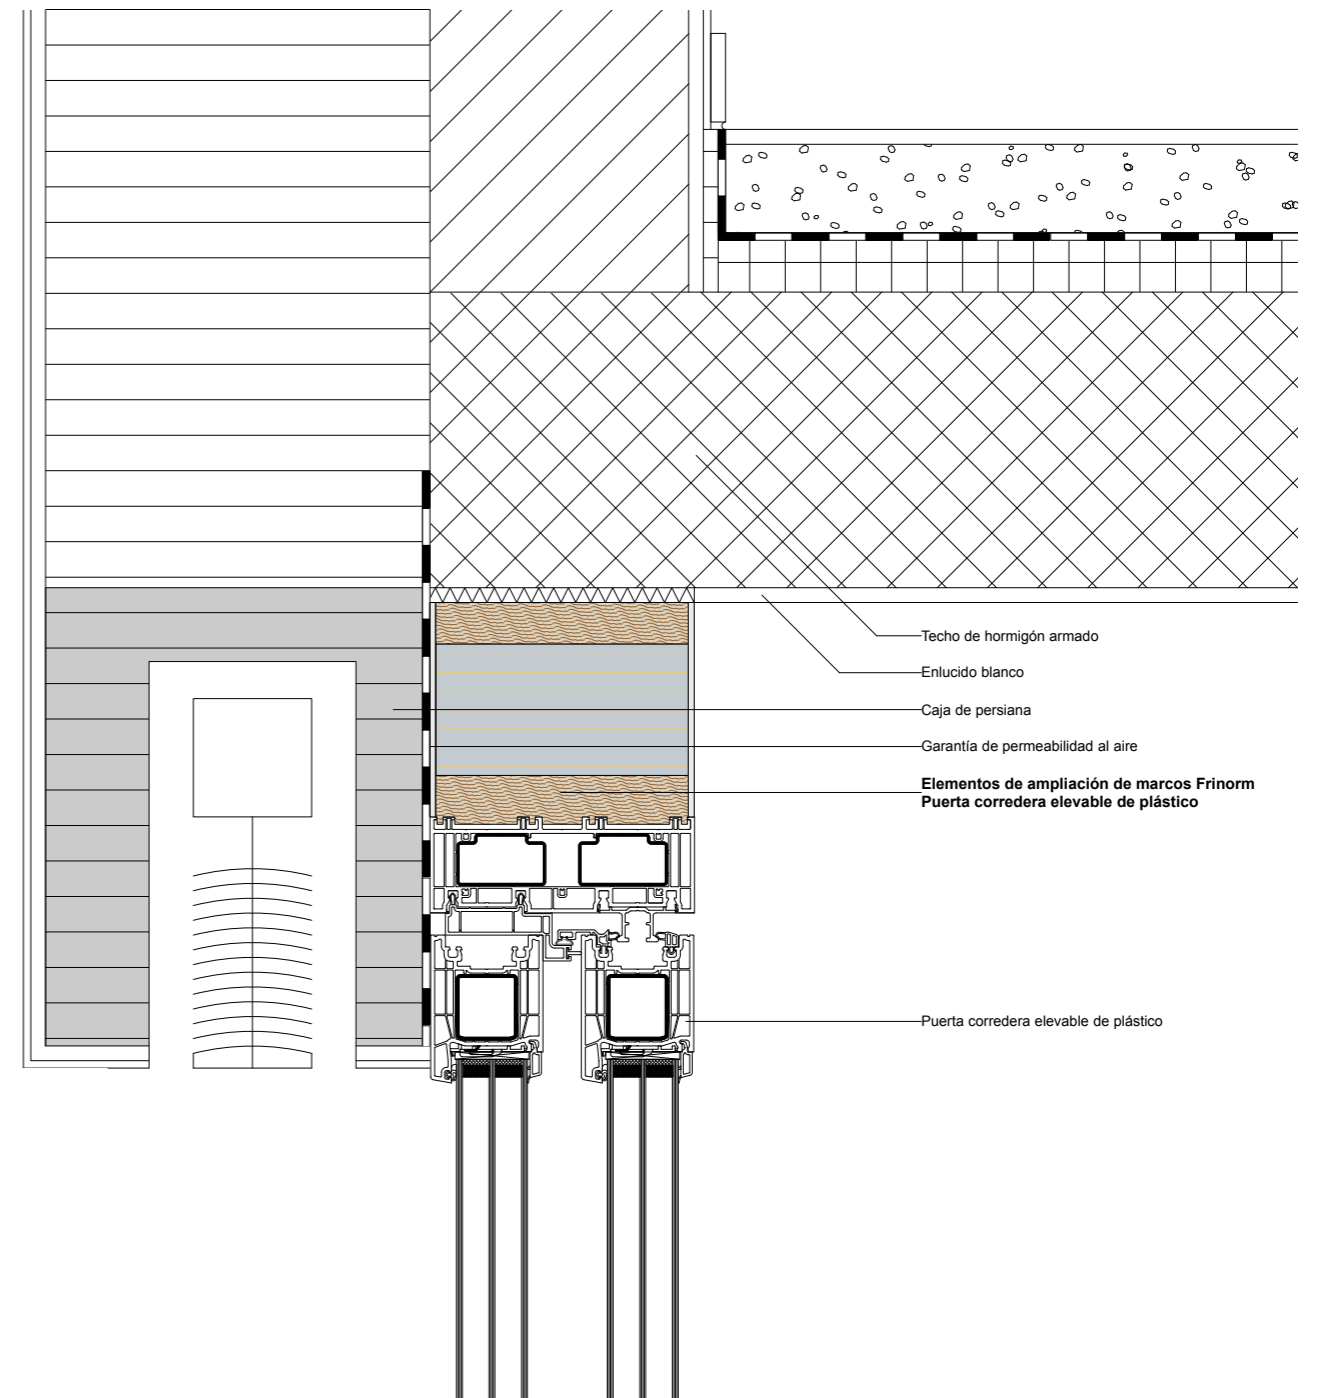 Techo de hormigón armado
Enlucido blanco
Caja de persiana
Garantía de permeabilidad al aire
Elementos de ampliación de marcos Frinorm
Puerta corredera elevable de plástico
Puerta corredera elevable de plástico